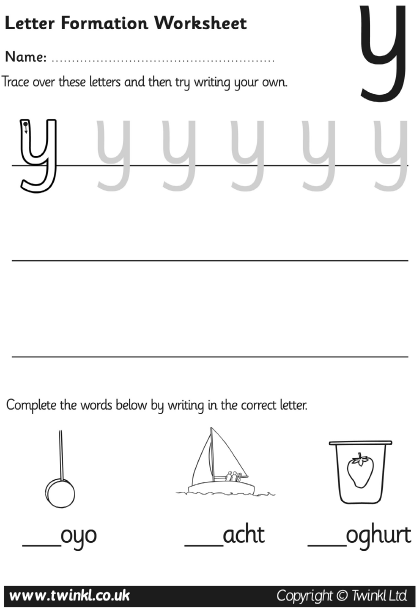 Letter Formation Worksheet
y
Name: ......................................................
Trace over these letters and then try writing your own.
y y y y y y
Complete the words below by writing in the correct letter.
___oyo ___acht ___oghurt
www.twinkl.co.uk Copyright © Twinkl Ltd